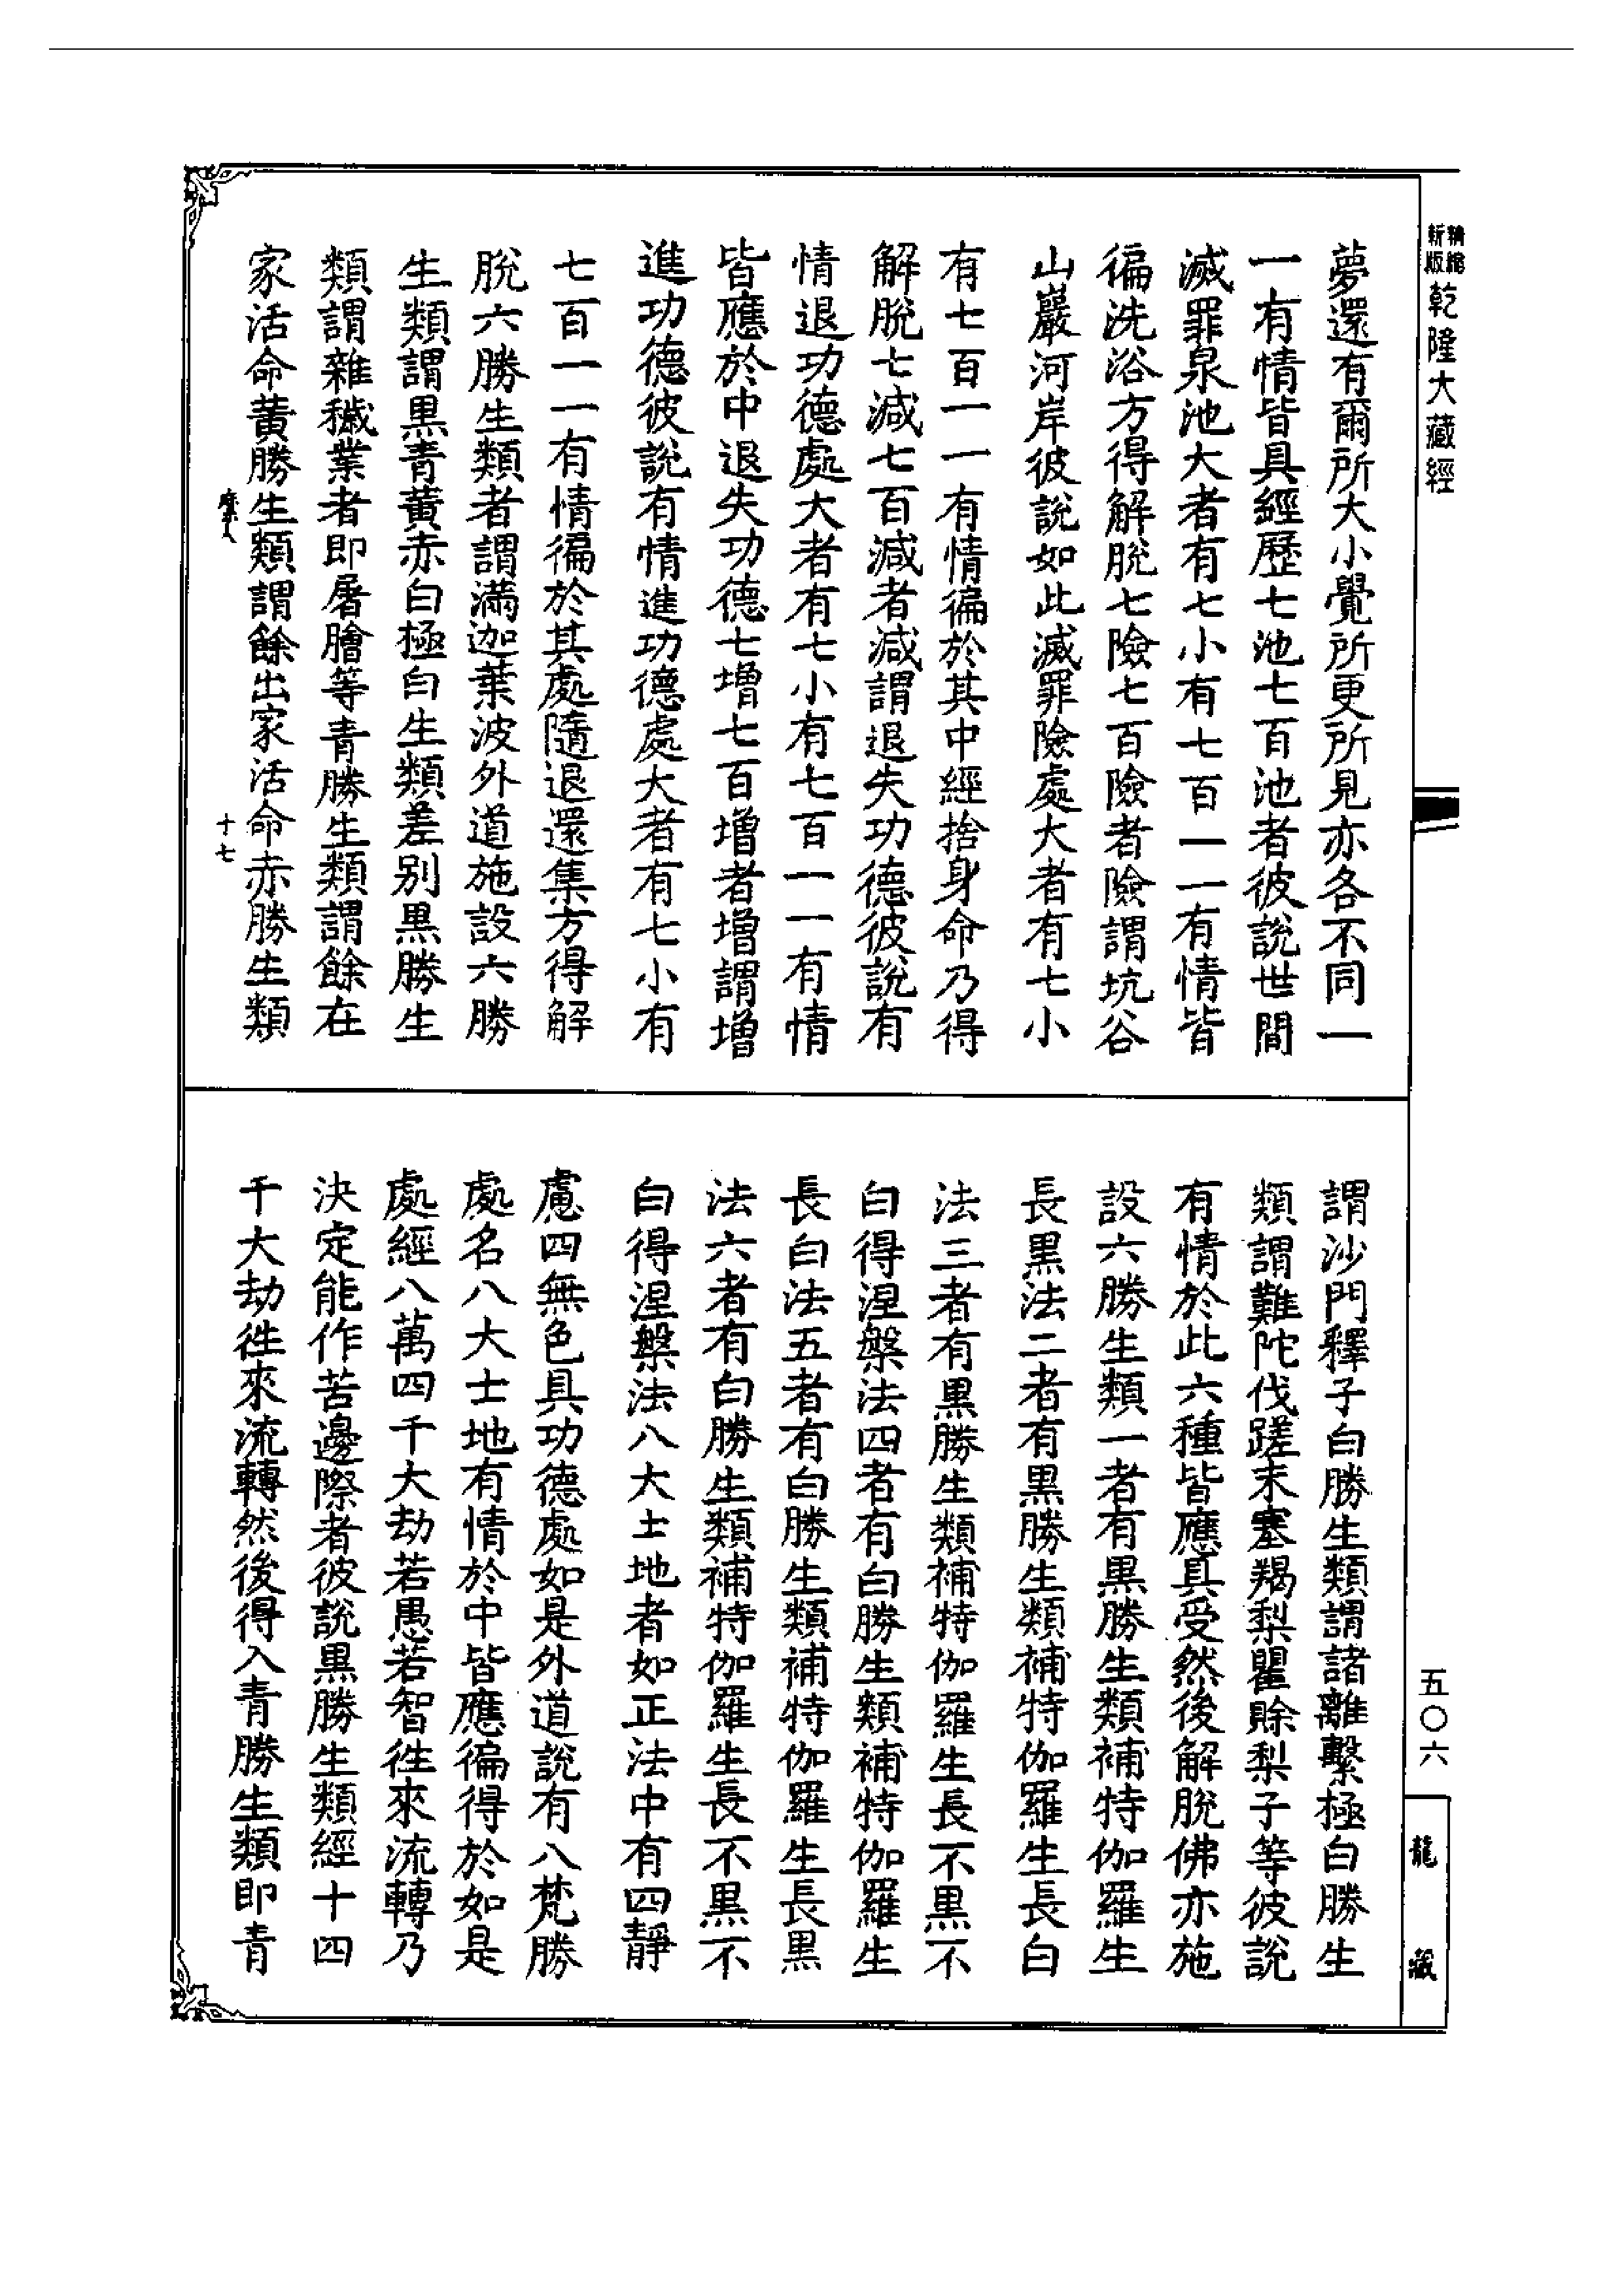 精縮
新版
乾隆大藏經
夢還有爾所大小覺所更所見亦各不同一
一有情皆具經歷七池七百池者彼說世間
滅罪泉池大者有七小有七百一一有情皆
徧洗浴方得解脫七險七百險者險謂坑谷
山巖河岸彼說如此滅罪險處大者有七小
有七百一一有情徧於其中經捨身命乃得
解脫七減七百減者減謂退失功德彼說有
情退功德處大者有七小有七百一一有情
皆應於中退失功德七增七百增者增謂增
進功德彼說有情進功德處大者有七小有
七百一一有情徧於其處隨退還集方得解
脫六勝生類者謂滿迦葉波外道施設六勝
生類謂黑青黃赤白極白生類差別黑勝生
類謂雜穢業者即屠膾等青勝生類謂餘在
家活命黃勝生類謂餘出家活命赤勝生類
十七
謂沙門釋子白勝生類謂諸離繫極白勝生
類謂難陀伐蹉末塞羯梨瞿賖梨子等彼說
有情於此六種皆應具受然後解脫佛亦施
設六勝生類一者有黑勝生類補特伽羅生
長黑法二者有黑勝生類補特伽羅生長白
法三者有黑勝生類補特伽羅生長不黑不
白得涅槃法四者有白勝生類補特伽羅生
長白法五者有白勝生類補特伽羅生長黑
法六者有白勝生類補特伽羅生長不黑不
白得涅槃法八大士地者如正法中有四靜
慮四無色具功德處如是外道說有八梵勝
處名八大士地有情於中皆應徧得於如是
處經八萬四千大劫若愚若智徃來流轉乃
決定能作苦邊際者彼說黑勝生類經十四
千大劫徃來流轉然後得入青勝生類即青
五〇六
龍藏